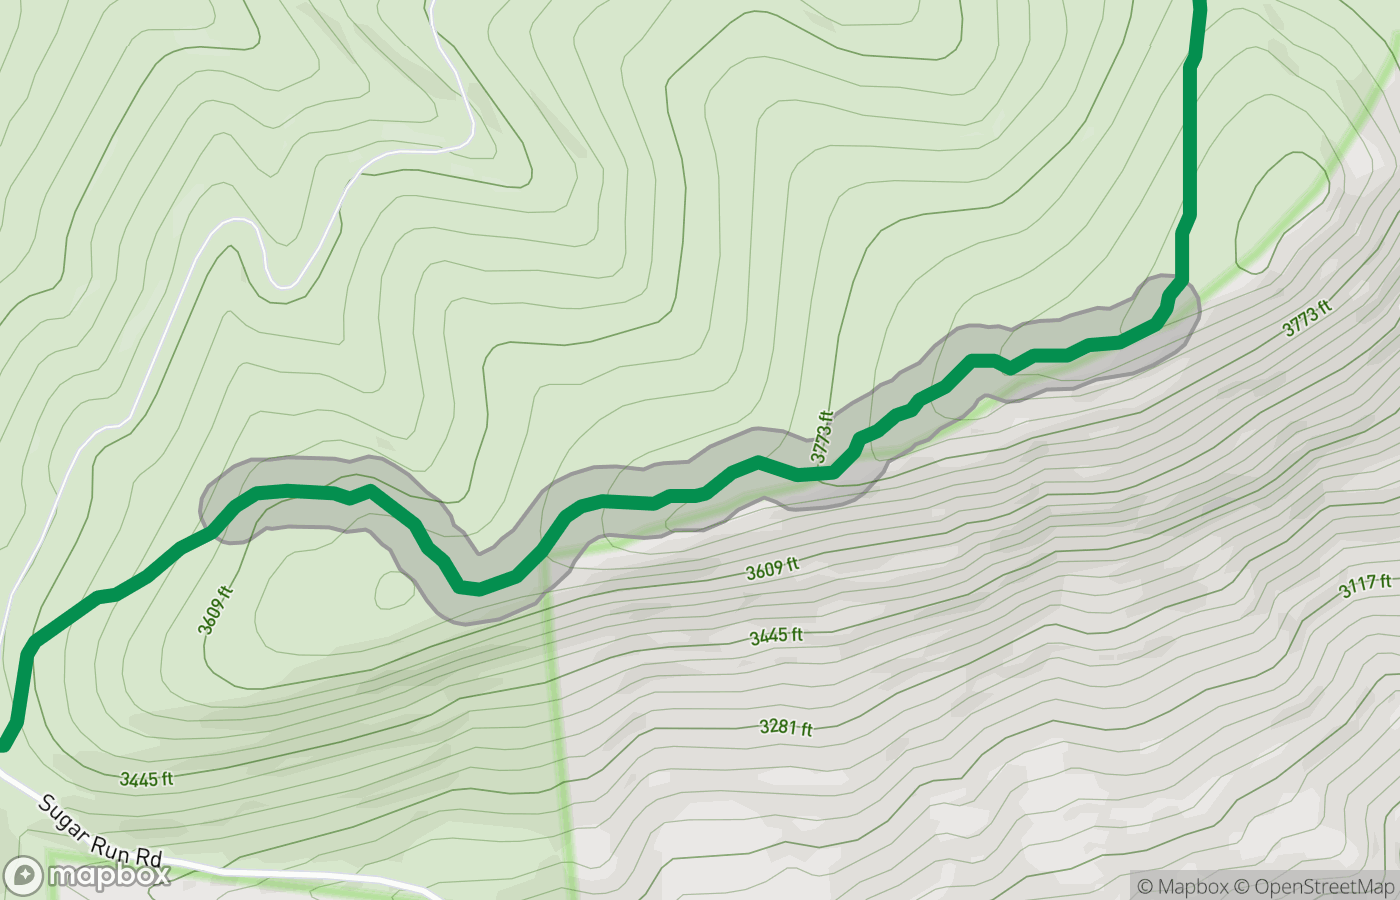 3773 ft
3773 ft
3609 ft
3117 ft
3609 ft
3445 ft
3281 ft
3445 ft
Sugar Run Rd
mapbox
© Mapbox © OpenStreetMap